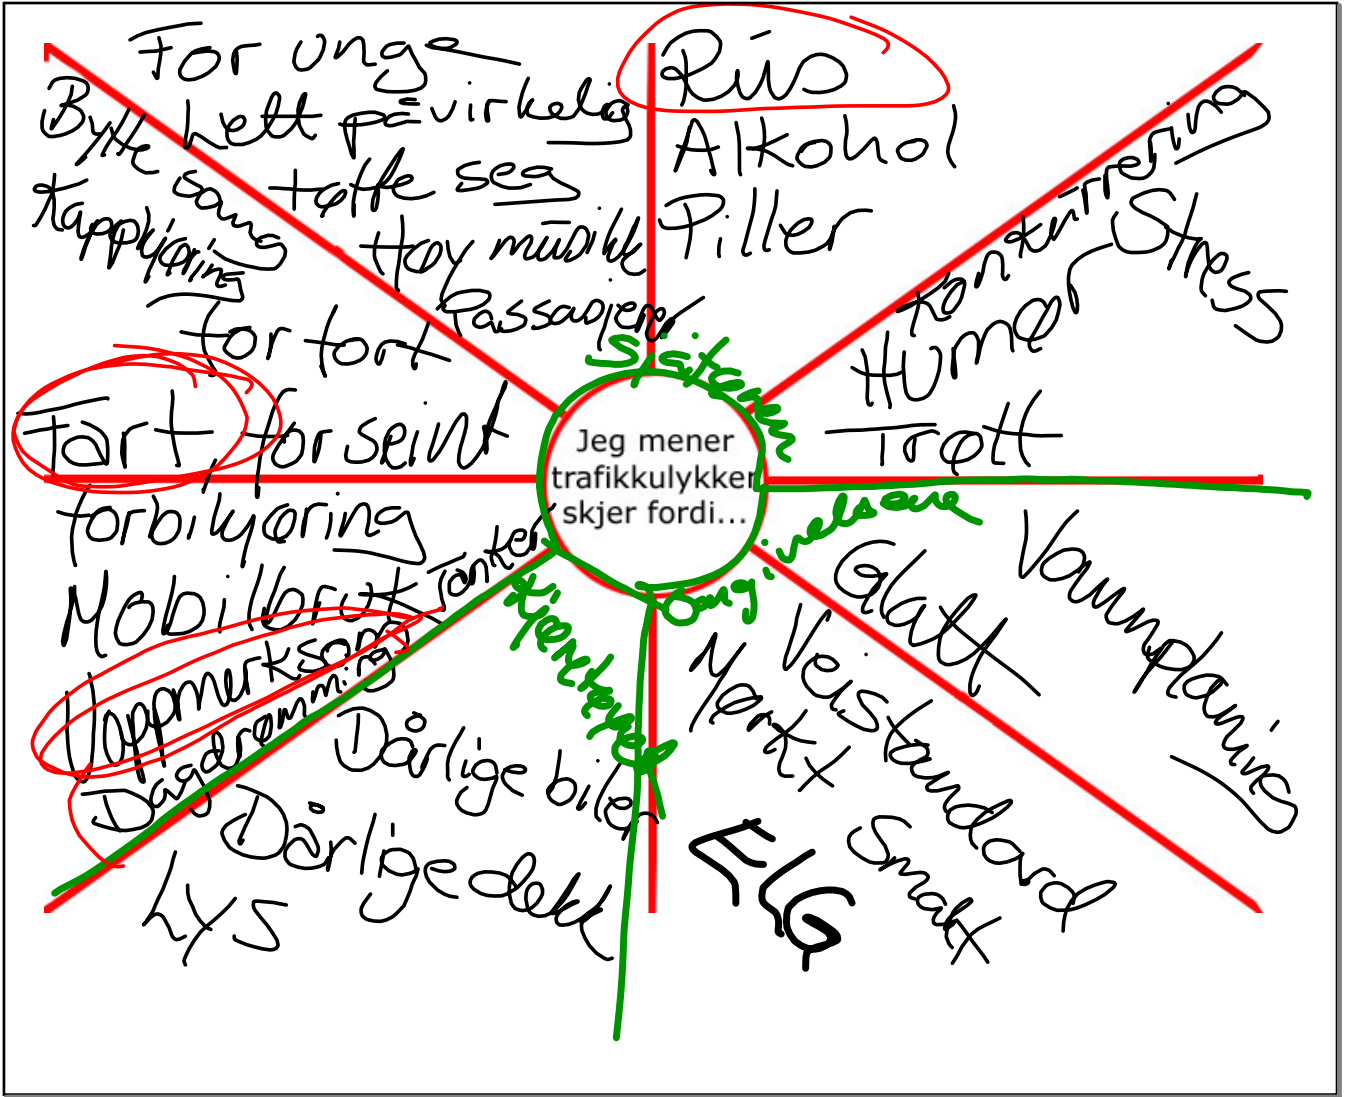 Jeg mener
trafikkulykker
skjer fordi...
For unge
Lett påvirkelig
tøffe seg
Høy musikk
Passasjerer
Rus
Alkohol
Piller
Konkurrering
Stress
Humør
Trøtt
Vannplaning
Glatt
Veistandard
Smalt
Mørkt
ELG
Dårlige biler
Dårlige dekk
Lys
Forbikjøring
Mobilbruk
Tanker
Uoppmerksom
Dagdrømming
Bytte sang
Kappkjøring
For fort
Fart for seint
Sjåføren
Omgivelsene
Kjøretøyet